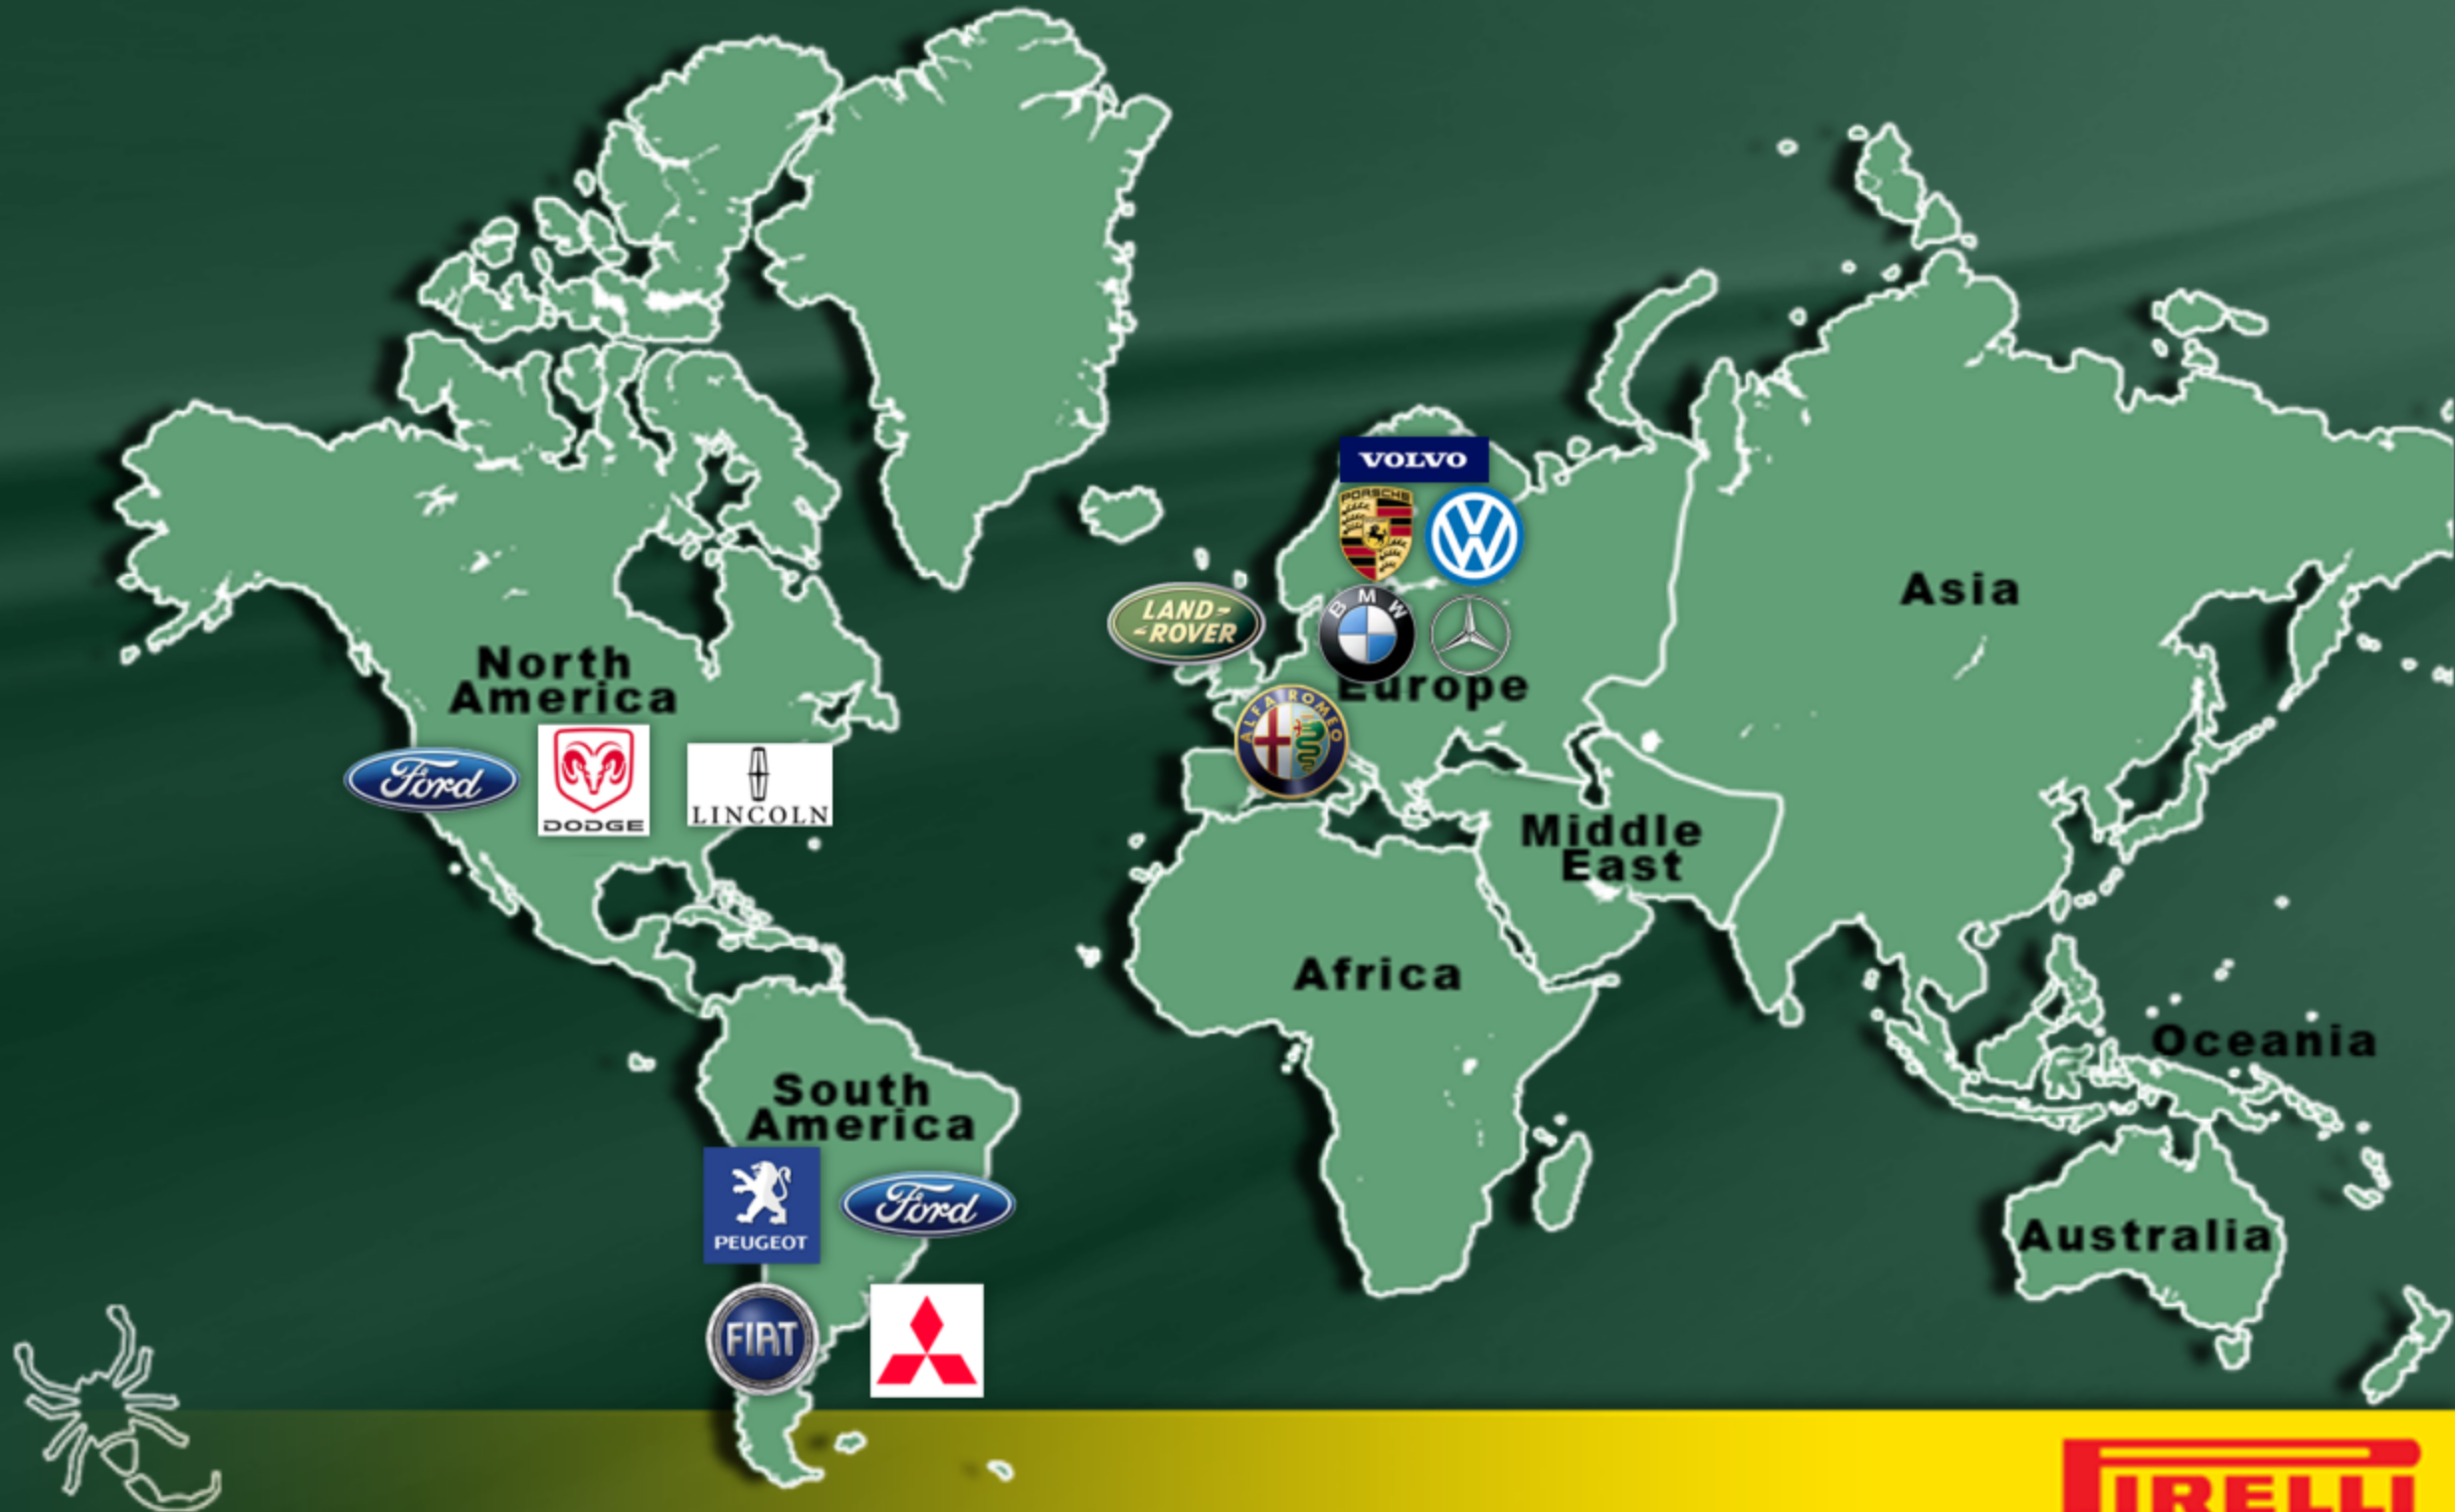 VOLVO
PORSCHE
LAND-
-ROVER
BMW
Asia
North
America
Europe
ALFA ROMEO
Ford
DODGE
LINCOLN
Middle
East
Africa
Oceania
South
America
PEUGEOT
Ford
Australia
FIAT
PIRELLI